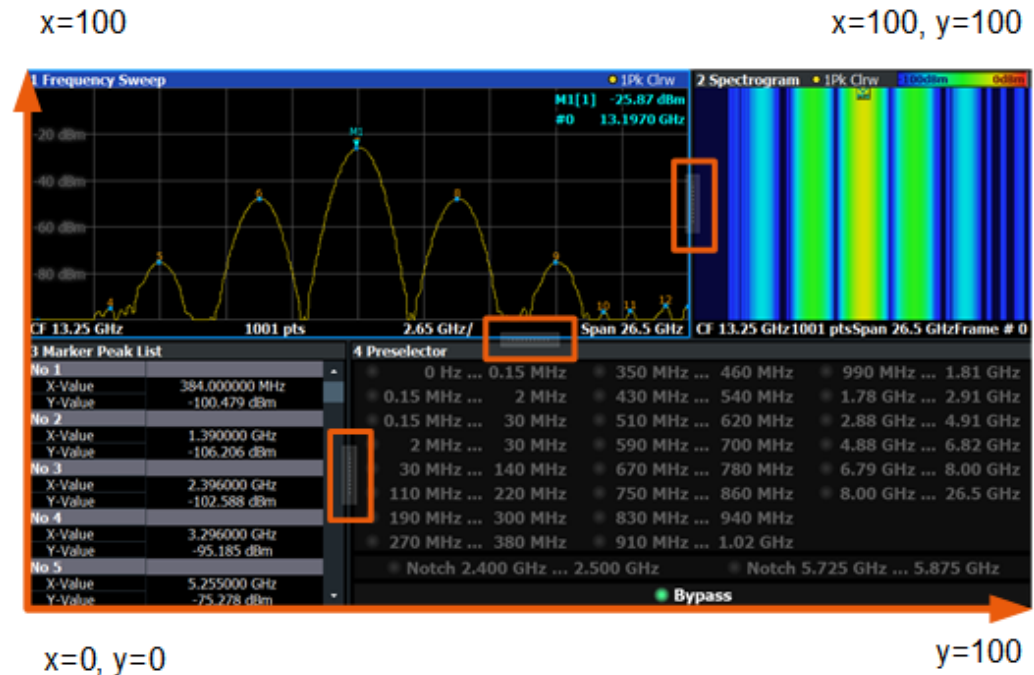 x=100
x=100, y=100
1 Frequency Sweep
1Pk Clrw
M1[1] -25.87 dBm
#0 13.1970 GHz
M1
-20 dBm
-40 dBm
-60 dBm
-80 dBm
4
5
6
8
9
10 11 12
CF 13.25 GHz 1001 pts 2.65 GHz/ Span 26.5 GHz
2 Spectrogram 1Pk Clrw -100dBm 0dBm
CF 13.25 GHz 1001 pts Span 26.5 GHz Frame # 0
3 Marker Peak List
No 1
X-Value 384.000000 MHz
Y-Value -100.479 dBm
No 2
X-Value 1.390000 GHz
Y-Value -106.206 dBm
No 3
X-Value 2.396000 GHz
Y-Value -102.588 dBm
No 4
X-Value 3.296000 GHz
Y-Value -95.185 dBm
No 5
X-Value 5.255000 GHz
Y-Value -75.278 dBm
4 Preselector
0 Hz ... 0.15 MHz 350 MHz ... 460 MHz 990 MHz ... 1.81 GHz
0.15 MHz ... 2 MHz 430 MHz ... 540 MHz 1.78 GHz ... 2.91 GHz
0.15 MHz ... 30 MHz 510 MHz ... 620 MHz 2.88 GHz ... 4.91 GHz
2 MHz ... 30 MHz 590 MHz ... 700 MHz 4.88 GHz ... 6.82 GHz
30 MHz ... 140 MHz 670 MHz ... 780 MHz 6.79 GHz ... 8.00 GHz
110 MHz ... 220 MHz 750 MHz ... 860 MHz 8.00 GHz ... 26.5 GHz
190 MHz ... 300 MHz 830 MHz ... 940 MHz
270 MHz ... 380 MHz 910 MHz ... 1.02 GHz
Notch 2.400 GHz ... 2.500 GHz Notch 5.725 GHz ... 5.875 GHz
Bypass
x=0, y=0
y=100